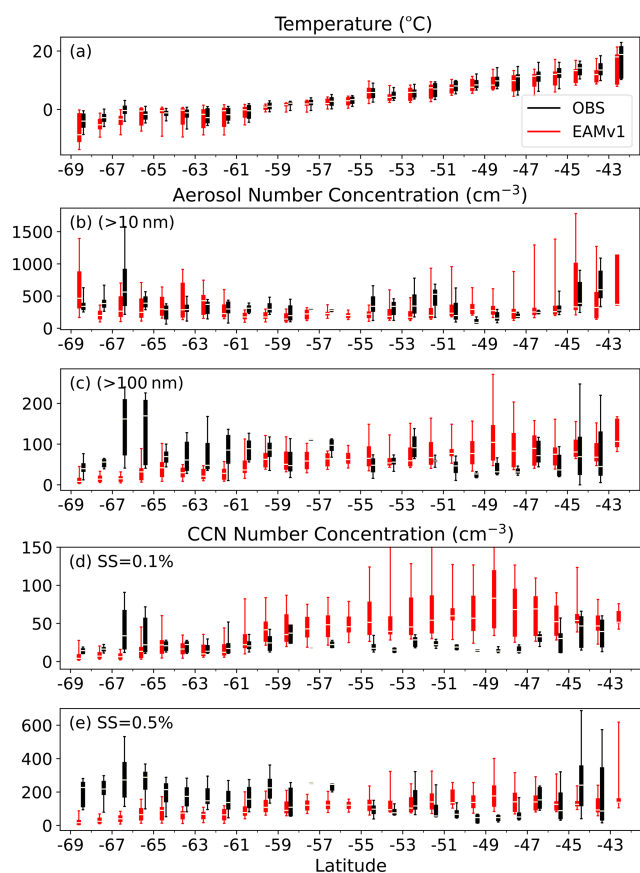 Temperature (°C)
(a)
20
0
OBS
EAMv1
-69 -67 -65 -63 -61 -59 -57 -55 -53 -51 -49 -47 -45 -43
Aerosol Number Concentration (cm⁻³)
(b) (>10 nm)
1500
1000
500
0
-69 -67 -65 -63 -61 -59 -57 -55 -53 -51 -49 -47 -45 -43
(c) (>100 nm)
200
100
0
-69 -67 -65 -63 -61 -59 -57 -55 -53 -51 -49 -47 -45 -43
CCN Number Concentration (cm⁻³)
150
(d) SS=0.1%
100
50
0
-69 -67 -65 -63 -61 -59 -57 -55 -53 -51 -49 -47 -45 -43
(e) SS=0.5%
600
400
200
0
-69 -67 -65 -63 -61 -59 -57 -55 -53 -51 -49 -47 -45 -43
Latitude